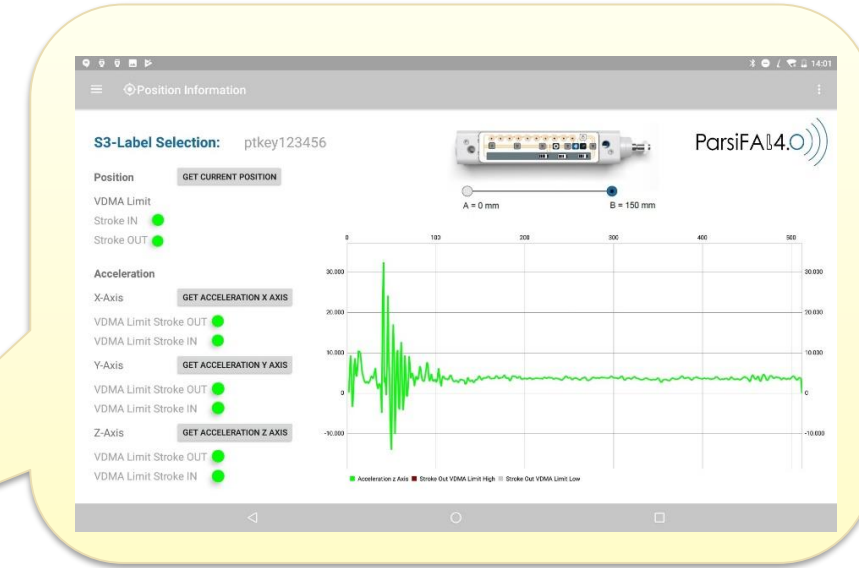 14:01
Position Information
S3-Label Selection: ptkey123456
ParsiFAl4.0
Position GET CURRENT POSITION
VDMA Limit
Stroke IN
Stroke OUT
A = 0 mm B = 150 mm
Acceleration
X-Axis GET ACCELERATION X AXIS
VDMA Limit Stroke OUT
VDMA Limit Stroke IN
Y-Axis GET ACCELERATION Y AXIS
VDMA Limit Stroke OUT
VDMA Limit Stroke IN
Z-Axis GET ACCELERATION Z AXIS
VDMA Limit Stroke OUT
VDMA Limit Stroke IN
0 100 200 300 400 500
30.000 30.000
20.000 20.000
10.000 10.000
0 0
-10.000 -10.000
Acceleration z Axis Stroke Out VDMA Limit High Stroke Out VDMA Limit Low